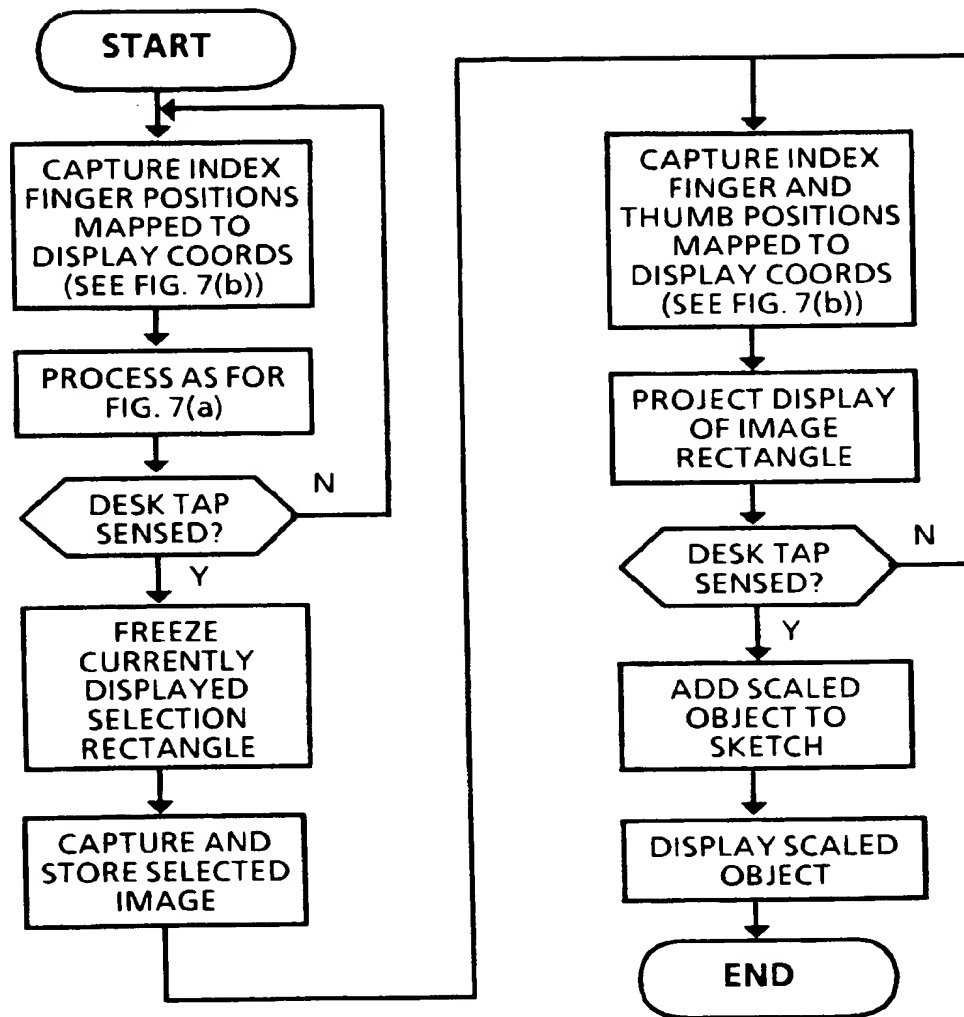 START
CAPTURE INDEX
FINGER POSITIONS
MAPPED TO
DISPLAY COORDS
(SEE FIG. 7(b))
PROCESS AS FOR
FIG. 7(a)
DESK TAP
SENSED?
N
Y
FREEZE
CURRENTLY
DISPLAYED
SELECTION
RECTANGLE
CAPTURE AND
STORE SELECTED
IMAGE
CAPTURE INDEX
FINGER AND
THUMB POSITIONS
MAPPED TO
DISPLAY COORDS
(SEE FIG. 7(b))
PROJECT DISPLAY
OF IMAGE
RECTANGLE
DESK TAP
SENSED?
N
Y
ADD SCALED
OBJECT TO
SKETCH
DISPLAY SCALED
OBJECT
END